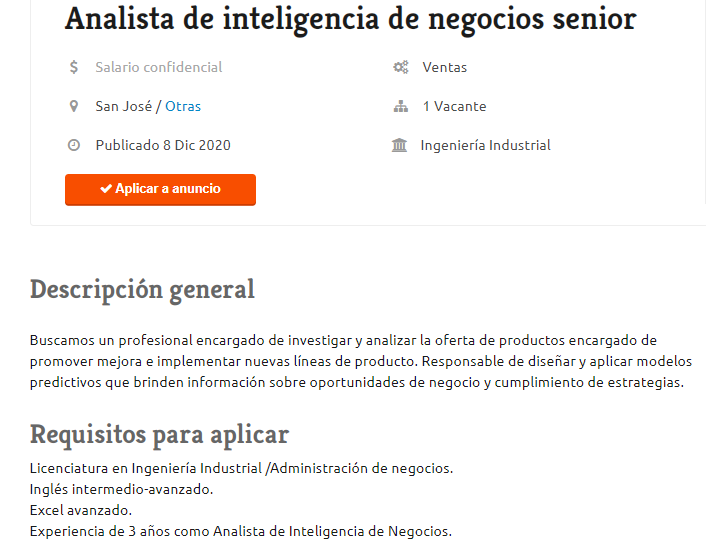 Analista de inteligencia de negocios senior
Salario confidencial
Ventas
San José / Otras
1 Vacante
Publicado 8 Dic 2020
Ingeniería Industrial
Aplicar a anuncio
Descripción general
Buscamos un profesional encargado de investigar y analizar la oferta de productos encargado de
promover mejora e implementar nuevas líneas de producto. Responsable de diseñar y aplicar modelos
predictivos que brinden información sobre oportunidades de negocio y cumplimiento de estrategias.
Requisitos para aplicar
Licenciatura en Ingeniería Industrial /Administración de negocios.
Inglés intermedio-avanzado.
Excel avanzado.
Experiencia de 3 años como Analista de Inteligencia de Negocios.